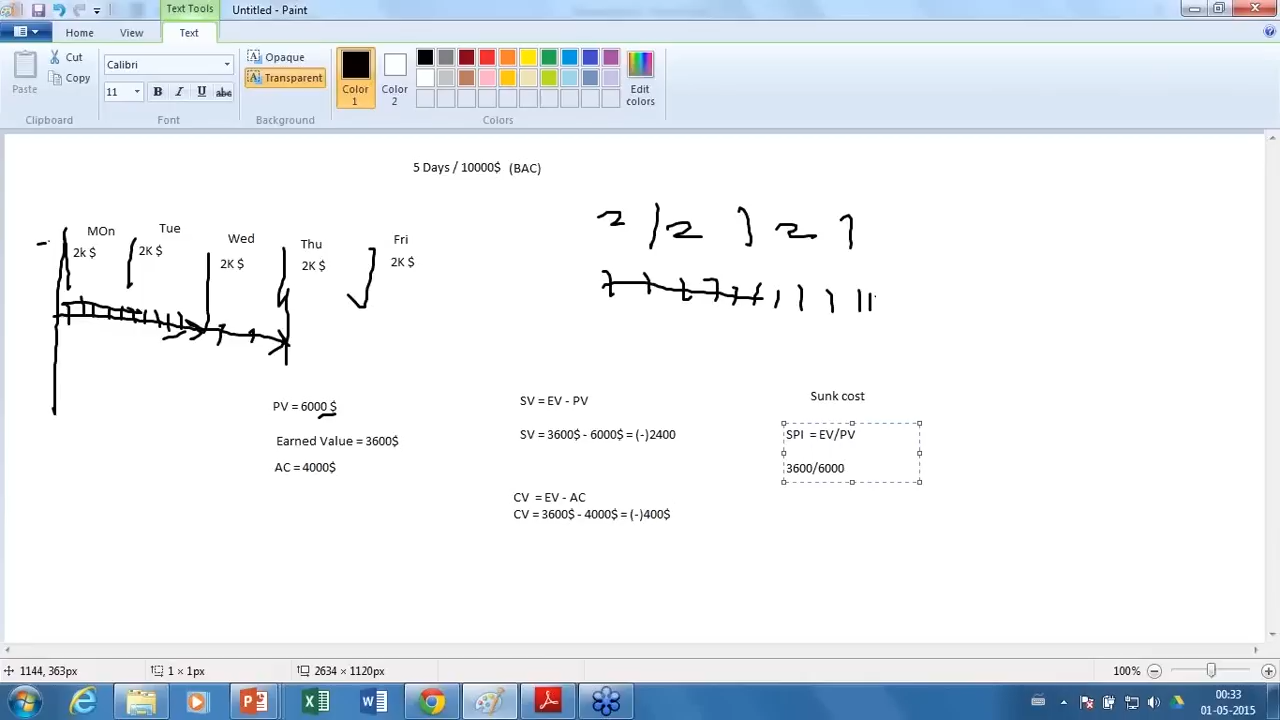 Text Tools
Untitled - Paint
Home
View
Text
Paste
Cut
Copy
Clipboard
Calibri
11
B I U abc
Font
Opaque
Transparent
Background
Color 1
Color 2
Edit colors
Colors
5 Days / 10000$ (BAC)
MOn
Tue
Wed
Thu
Fri
2k $
2K $
2K $
2K $
2K $
2 2 2
PV = 6000 $
Earned Value = 3600$
AC = 4000$
SV = EV - PV
SV = 3600$ - 6000$ = (-)2400
CV = EV - AC
CV = 3600$ - 4000$ = (-)400$
Sunk cost
SPI = EV/PV
3600/6000
1144, 363px
1 × 1px
2634 × 1120px
100%
00:33
01-05-2015